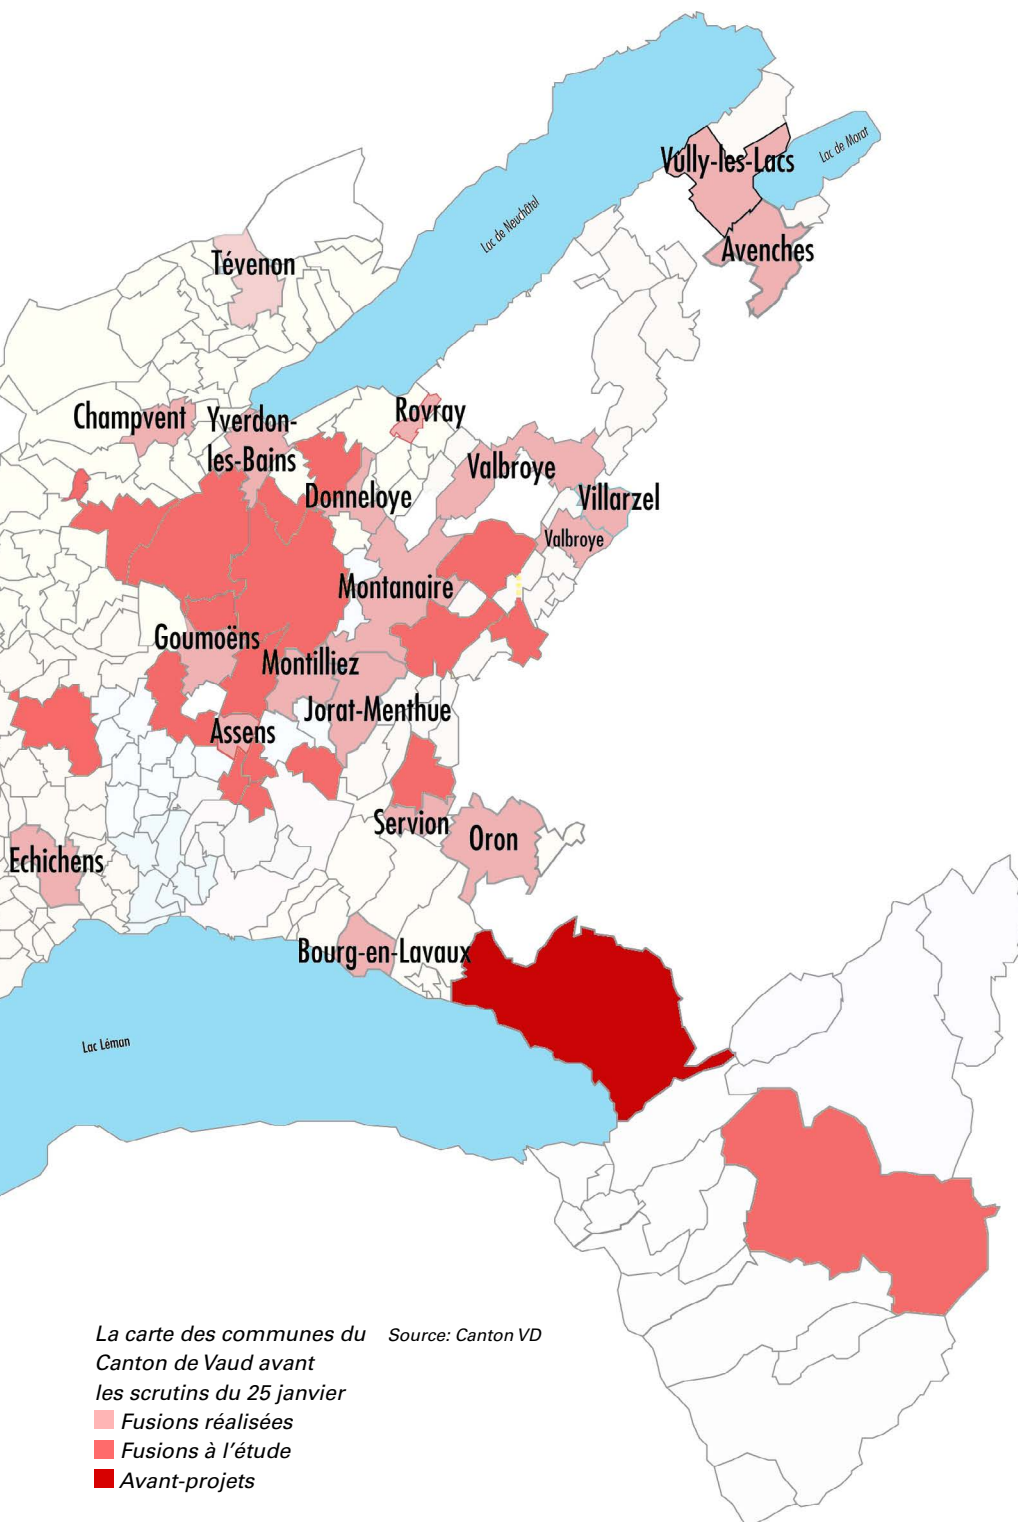 Lac de Morat
Vully-les-Lacs
Lac de Neuchâtel
Avenches
Tévenon
Champvent
Yverdon-
les-Bains
Rovray
Valbroye
Donneloye
Villarzel
Valbroye
Montanaire
Goumoëns
Montilliez
Jorat-Menthue
Assens
Servion
Oron
Echichens
Bourg-en-Lavaux
Lac Léman
La carte des communes du
Source: Canton VD
Canton de Vaud avant
les scrutins du 25 janvier
Fusions réalisées
Fusions à l'étude
Avant-projets